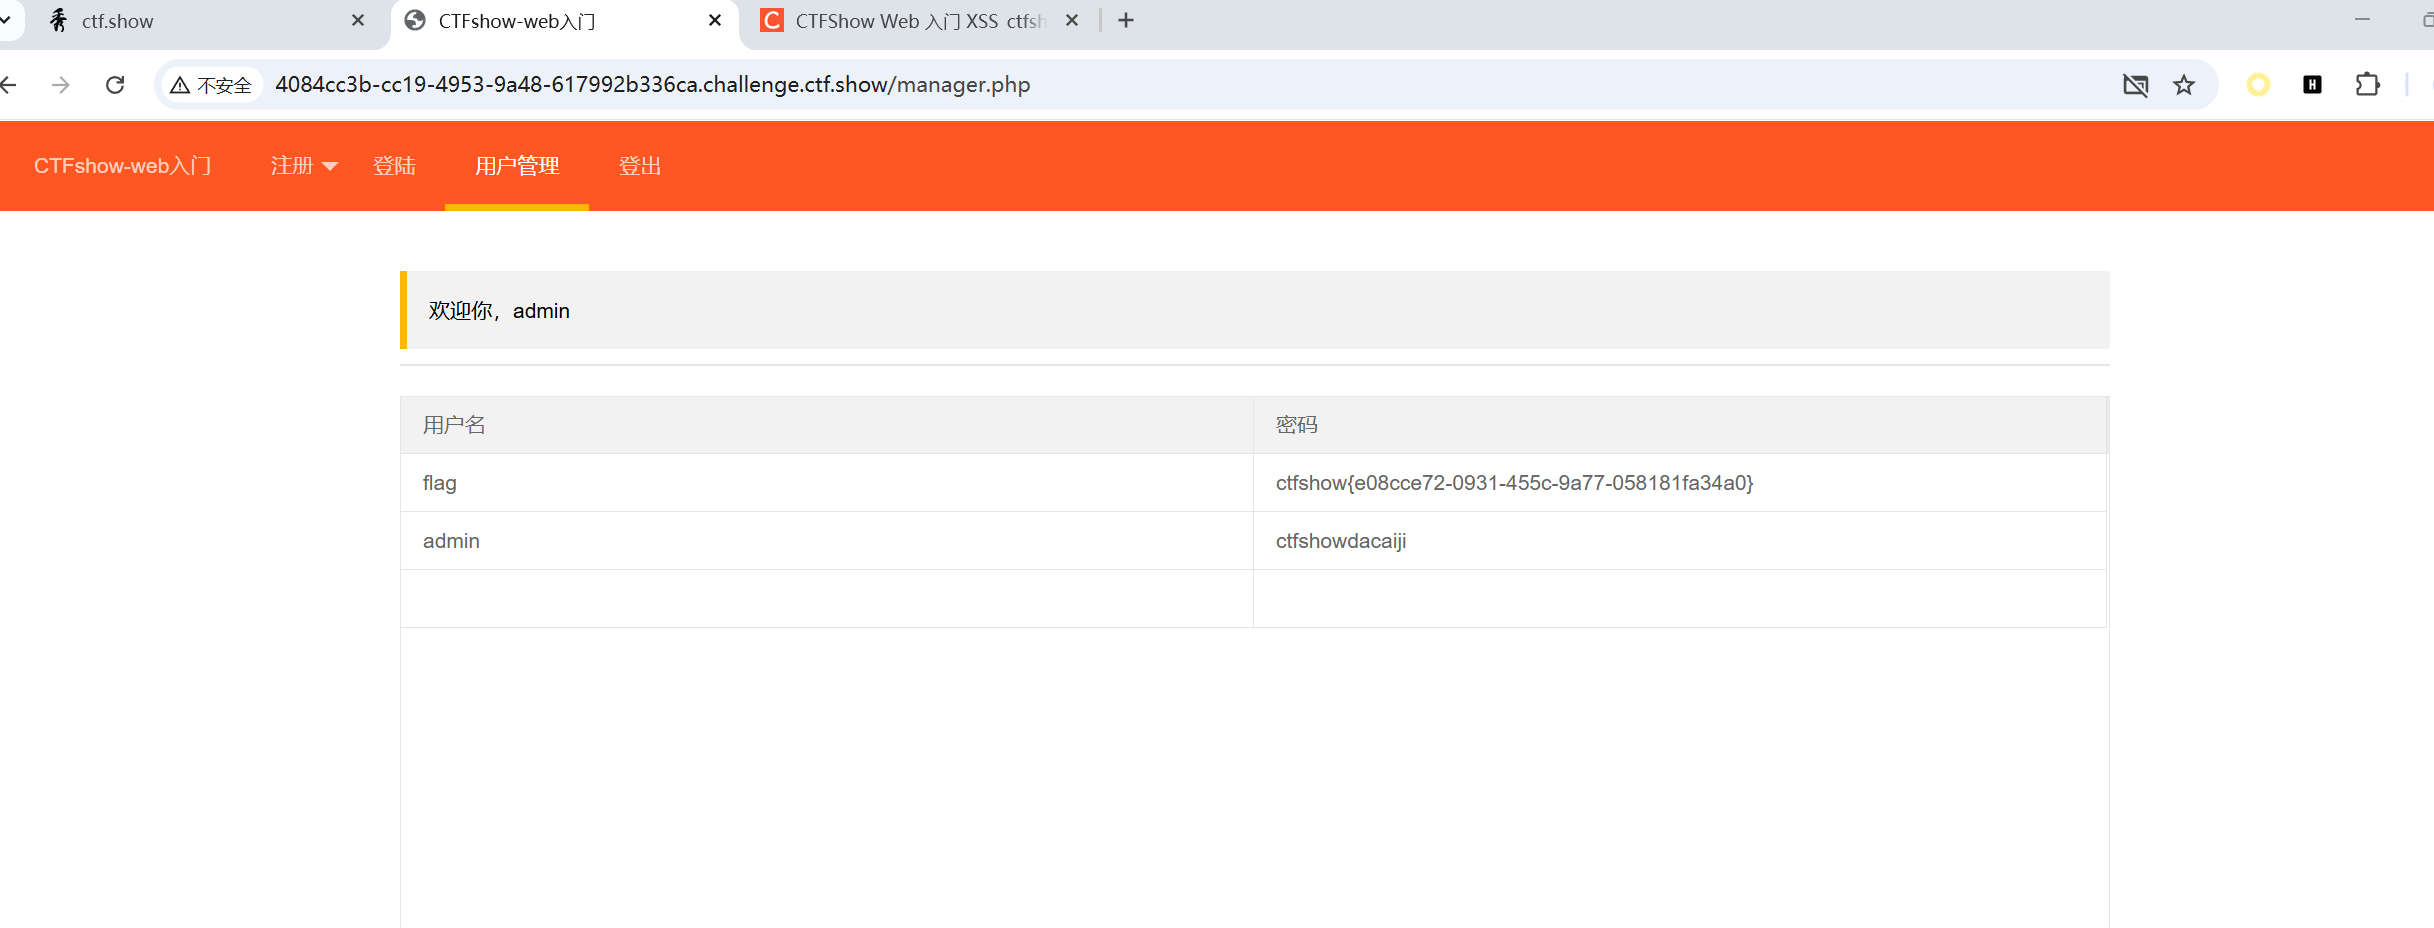 ctf.show
CTFshow-web入门
CTFShow Web 入门 XSS ctfsh
不安全
4084cc3b-cc19-4953-9a48-617992b336ca.challenge.ctf.show/manager.php
CTFshow-web入门 注册 登陆 用户管理 登出
欢迎你，admin
用户名 密码
flag ctfshow{e08cce72-0931-455c-9a77-058181fa34a0}
admin ctfshowdacaiji